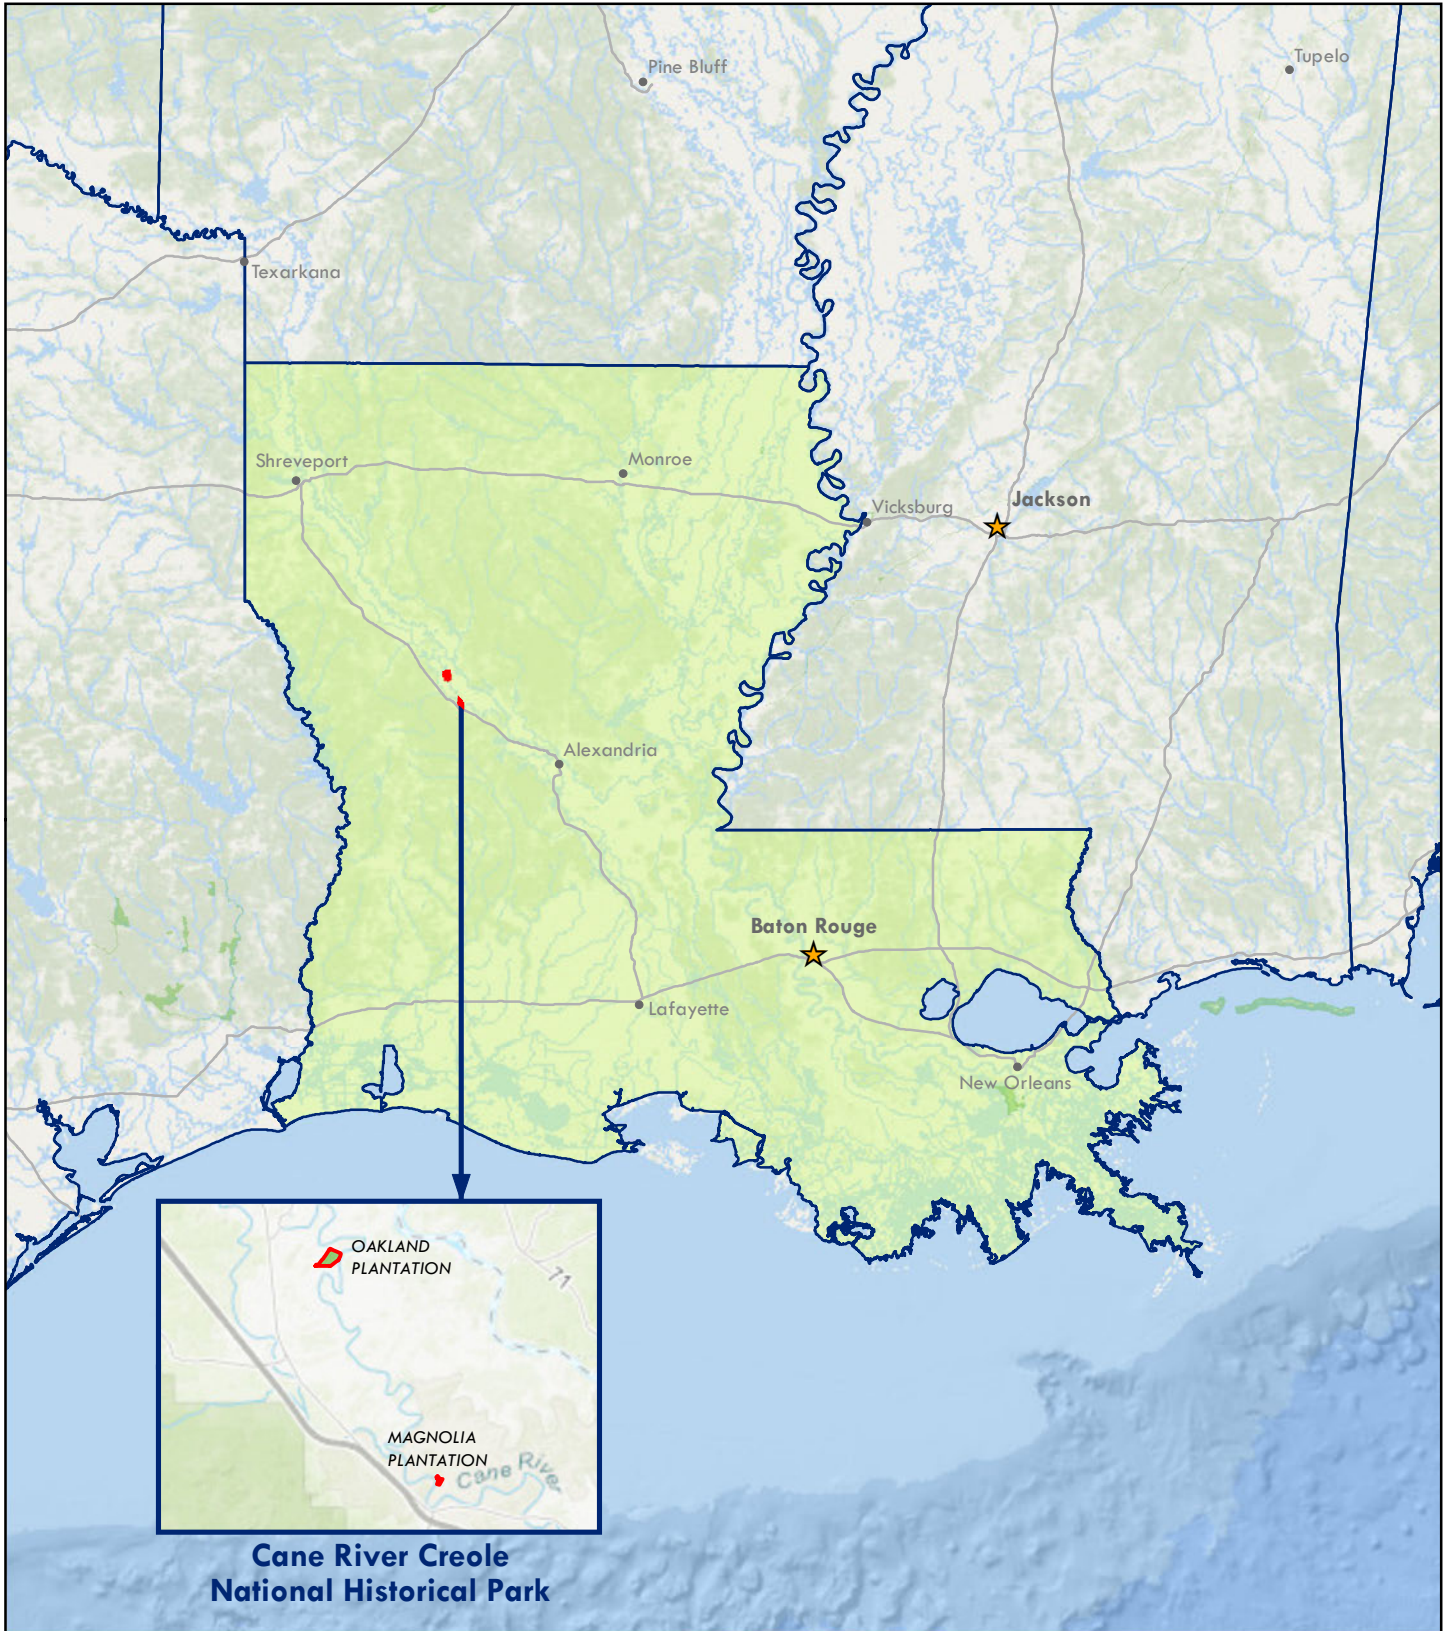 Pine Bluff
Tupelo
Texarkana
Shreveport
Monroe
Vicksburg
Jackson
Alexandria
Baton Rouge
Lafayette
New Orleans
OAKLAND
PLANTATION
71
MAGNOLIA
PLANTATION
Cane River
Cane River Creole
National Historical Park